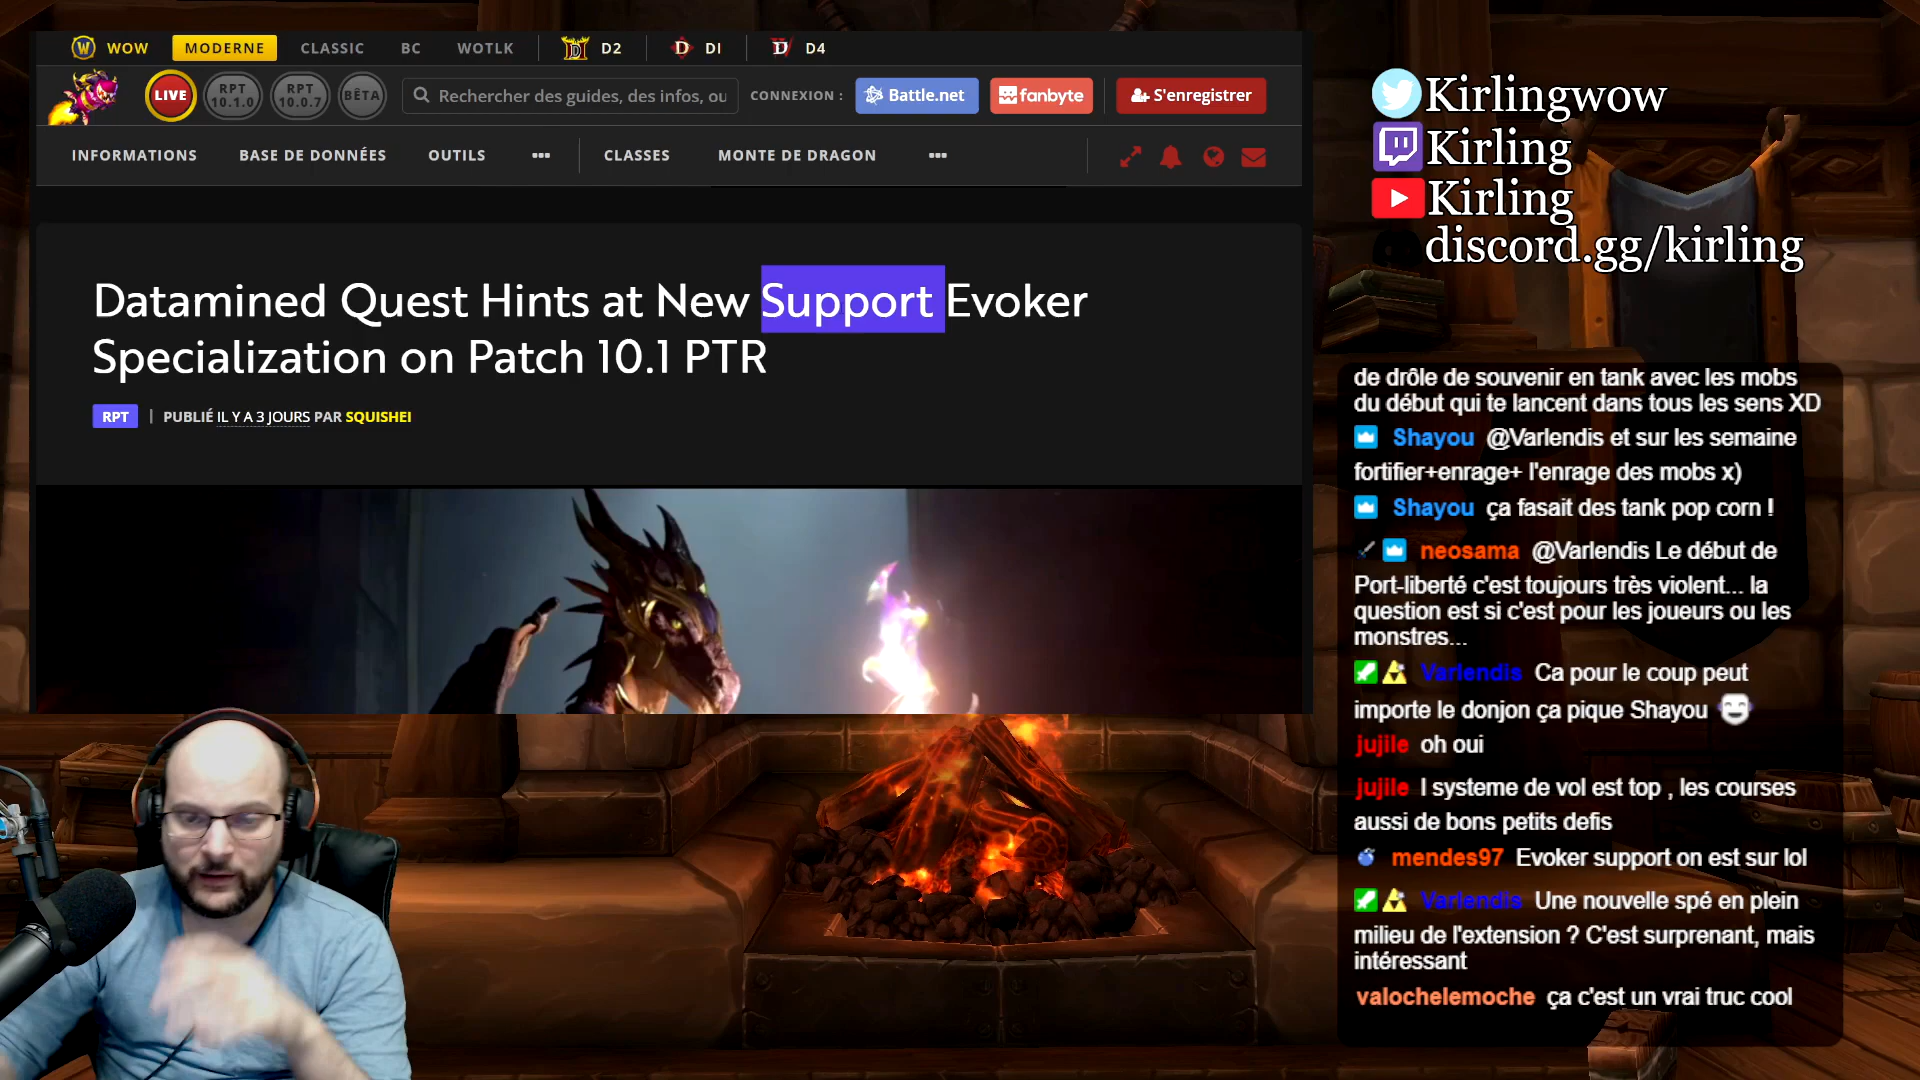 WOW MODERNE CLASSIC BC WOTLK D2 DI D4
LIVE RPT 10.1.0 RPT 10.0.7 BÊTA Rechercher des guides, des infos, ou CONNEXION : Battle.net fanbyte S'enregistrer
INFORMATIONS BASE DE DONNÉES OUTILS ••• CLASSES MONTE DE DRAGON •••
Datamined Quest Hints at New Support Evoker
Specialization on Patch 10.1 PTR
RPT | PUBLIÉ IL Y A 3 JOURS PAR SQUISHEI
Kirlingwow
Kirling
Kirling
discord.gg/kirling
de drôle de souvenir en tank avec les mobs
du début qui te lancent dans tous les sens XD
Shayou @Varlendis et sur les semaine
fortifier+enrage+ l'enrage des mobs x)
Shayou ça fasait des tank pop corn !
neosama @Varlendis Le début de
Port-liberté c'est toujours très violent... la
question est si c'est pour les joueurs ou les
monstres...
Varlendis Ca pour le coup peut
importe le donjon ça pique Shayou
jujile oh oui
jujile l systeme de vol est top , les courses
aussi de bons petits defis
mendes97 Evoker support on est sur lol
Varlendis Une nouvelle spé en plein
milieu de l'extension ? C'est surprenant, mais
intéressant
valochelemoche ça c'est un vrai truc cool